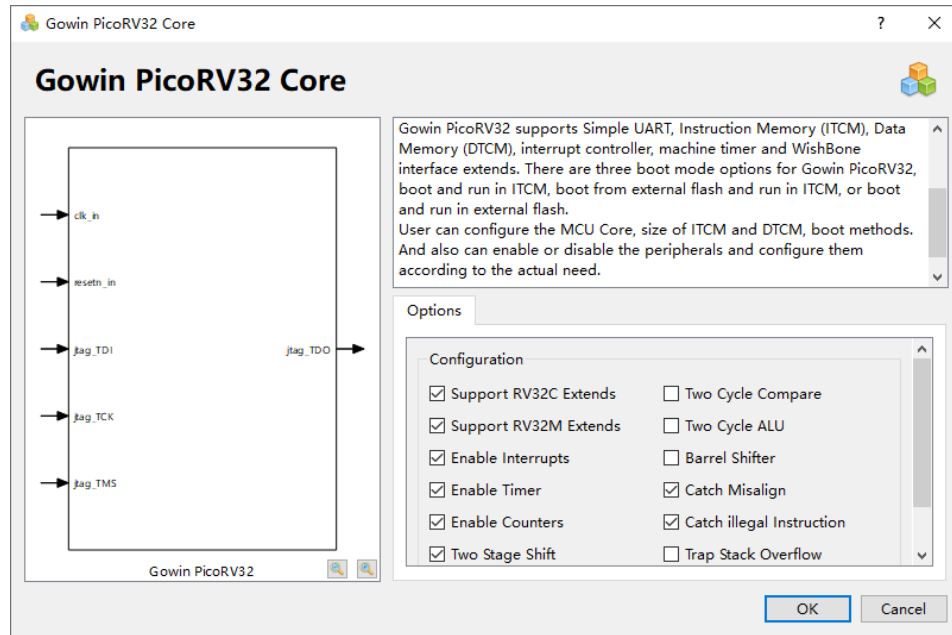 Gowin PicoRV32 Core
?
Gowin PicoRV32 Core
clk_in
resetn_in
jtag_TDI
jtag_TDO
jtag_TCK
jtag_TMS
Gowin PicoRV32
Gowin PicoRV32 supports Simple UART, Instruction Memory (ITCM), Data
Memory (DTCM), interrupt controller, machine timer and WishBone
interface extends. There are three boot mode options for Gowin PicoRV32,
boot and run in ITCM, boot from external flash and run in ITCM, or boot
and run in external flash.
User can configure the MCU Core, size of ITCM and DTCM, boot methods.
And also can enable or disable the peripherals and configure them
according to the actual need.
Options
Configuration
Support RV32C Extends
Two Cycle Compare
Support RV32M Extends
Two Cycle ALU
Enable Interrupts
Barrel Shifter
Enable Timer
Catch Misalign
Enable Counters
Catch illegal Instruction
Two Stage Shift
Trap Stack Overflow
OK
Cancel